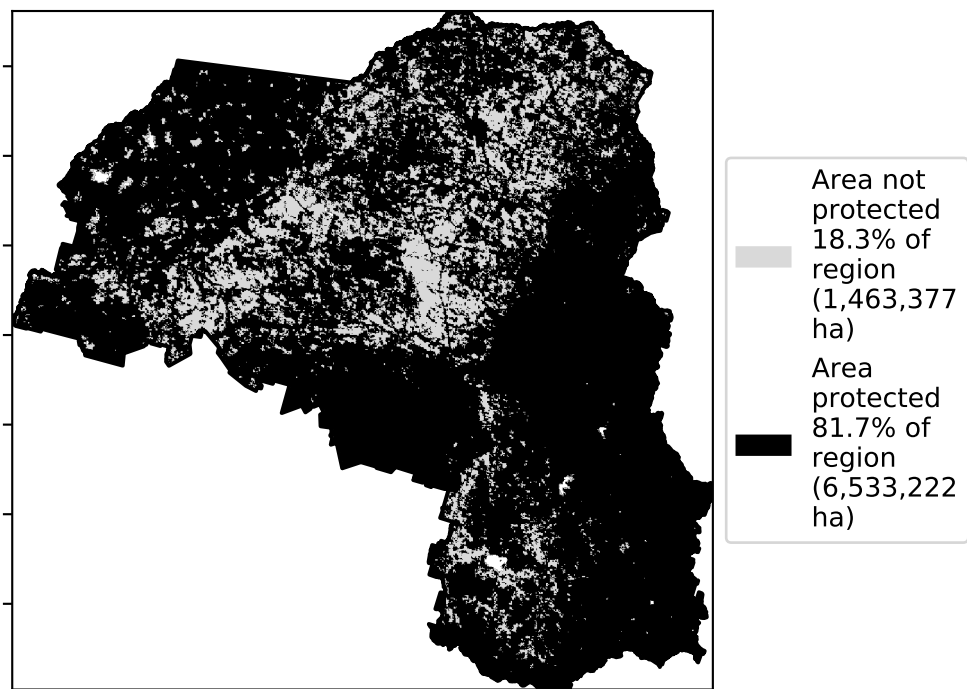 Area not
protected
18.3% of
region
(1,463,377
ha)
Area
protected
81.7% of
region
(6,533,222
ha)